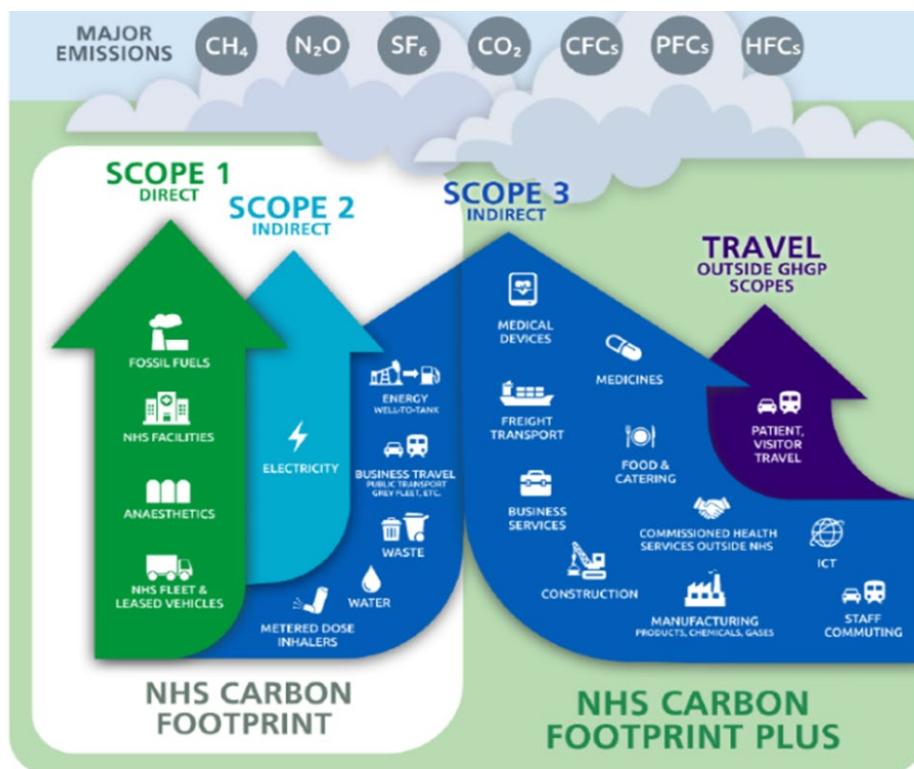 MAJOR
EMISSIONS
CH₄
N₂O
SF₆
CO₂
CFCs
PFCs
HFCs
SCOPE 1
DIRECT
SCOPE 2
INDIRECT
SCOPE 3
INDIRECT
TRAVEL
OUTSIDE GHGP
SCOPES
FOSSIL FUELS
NHS FACILITIES
ANAESTHETICS
NHS FLEET &
LEASED VEHICLES
ELECTRICITY
ENERGY
WELL-TO-TANK
BUSINESS TRAVEL
PUBLIC TRANSPORT
GREY FLEET, ETC.
WASTE
WATER
METERED DOSE
INHALERS
MEDICAL
DEVICES
MEDICINES
FREIGHT
TRANSPORT
FOOD &
CATERING
BUSINESS
SERVICES
COMMISSIONED HEALTH
SERVICES OUTSIDE NHS
CONSTRUCTION
MANUFACTURING
PRODUCTS, CHEMICALS, GASES
ICT
STAFF
COMMUTING
PATIENT,
VISITOR
TRAVEL
NHS CARBON
FOOTPRINT
NHS CARBON
FOOTPRINT PLUS